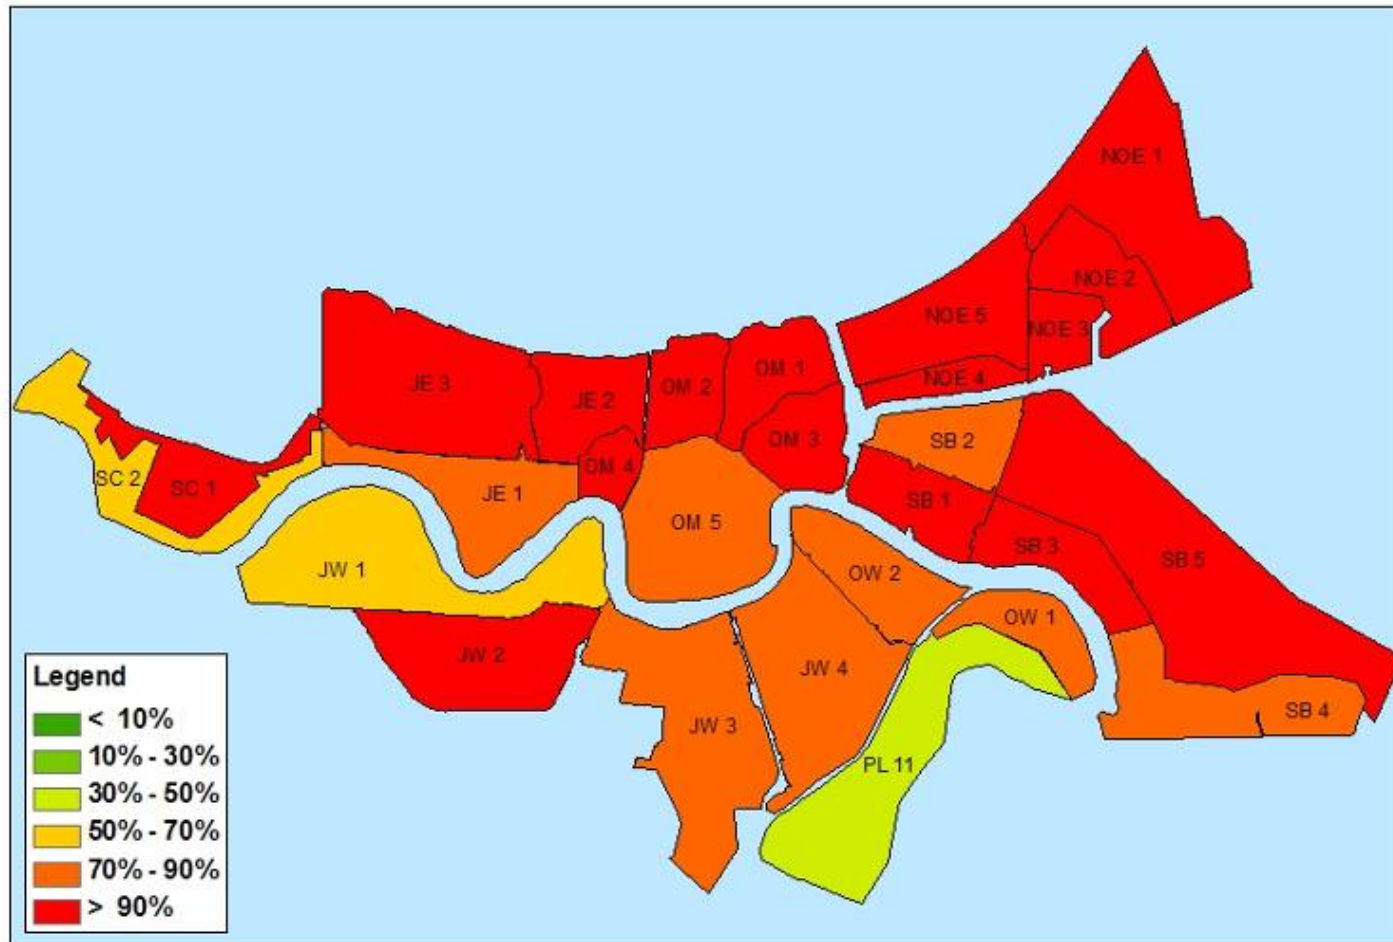 NOE 1
NOE 2
NOE 5
NOE 3
NOE 4
OM 1
OM 2
JE 3
JE 2
OM 3
SB 2
OM 4
SC 2
SC 1
JE 1
SB 1
OM 5
SB 3
SB 5
JW 1
OW 2
OW 1
JW 2
JW 4
SB 4
JW 3
PL 11
Legend
< 10%
10% - 30%
30% - 50%
50% - 70%
70% - 90%
> 90%